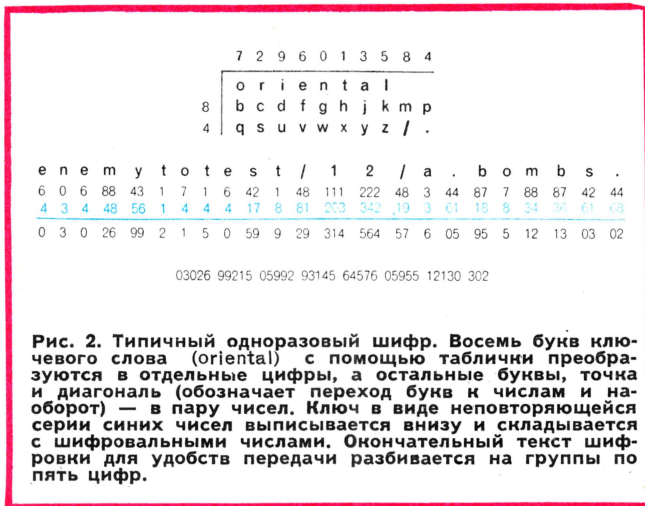 7 2 9 6 0 1 3 5 8 4
o r i e n t a l
8 b c d f g h j k m p
4 q s u v w x y z / .
e n e m y t o t e s t / 1 2 / a . b o m b s .
6 0 6 88 43 1 7 1 6 42 1 48 111 222 48 3 44 87 7 88 87 42 44
4 3 4 48 56 1 4 4 4 17 8 81 203 342 19 3 61 18 8 34 36 61 68
0 3 0 26 99 2 1 5 0 59 9 29 314 564 57 6 05 95 5 12 13 03 02
03026 99215 05992 93145 64576 05955 12130 302
Рис. 2. Типичный одноразовый шифр. Восемь букв клю-
чевого слова (oriental) с помощью таблички преобра-
зуются в отдельные цифры, а остальные буквы, точка
и диагональ (обозначает переход букв к числам и на-
оборот) — в пару чисел. Ключ в виде неповторяющейся
серии синих чисел выписывается внизу и складывается
с шифровальными числами. Окончательный текст шиф-
ровки для удобств передачи разбивается на группы по
пять цифр.